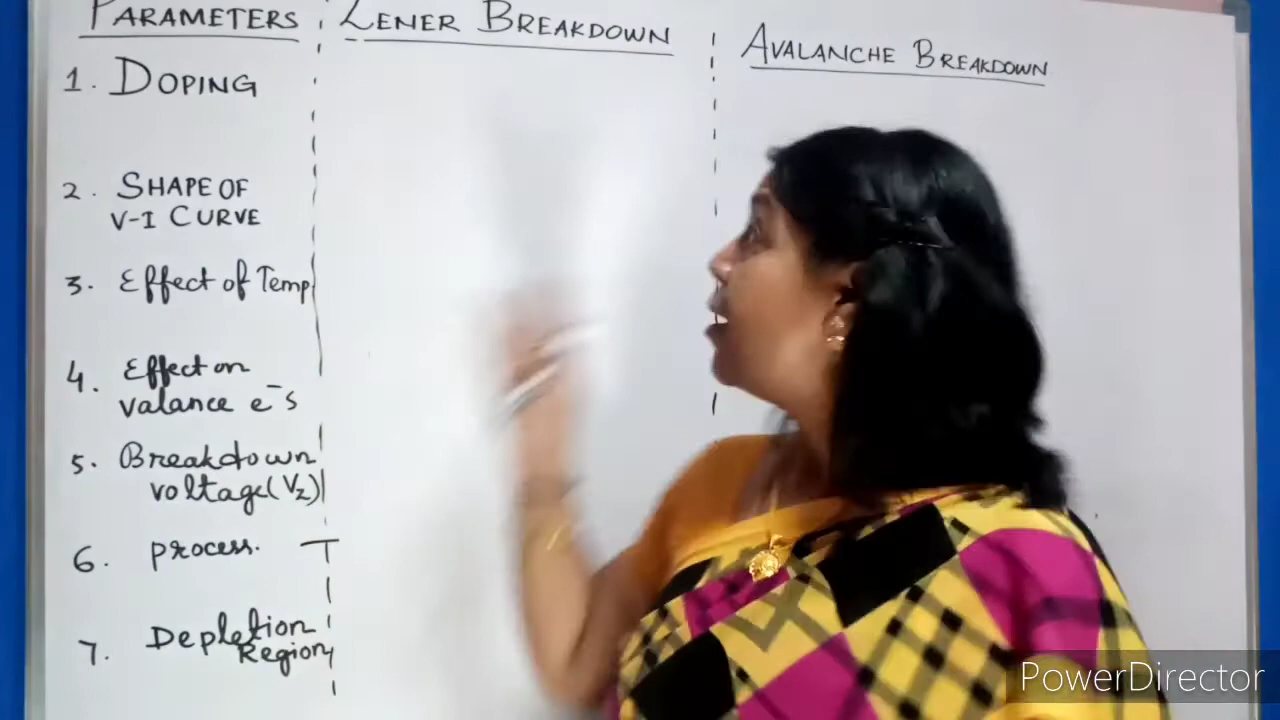 PARAMETERS
ZENER BREAKDOWN
AVALANCHE BREAKDOWN
1. DOPING
2. SHAPE OF
V-I CURVE
3. Effect of Temp
4. Effect on
valance e⁻s
5. Breakdown
voltage (Vz)
6. process.
7. Depletion
Region
PowerDirector